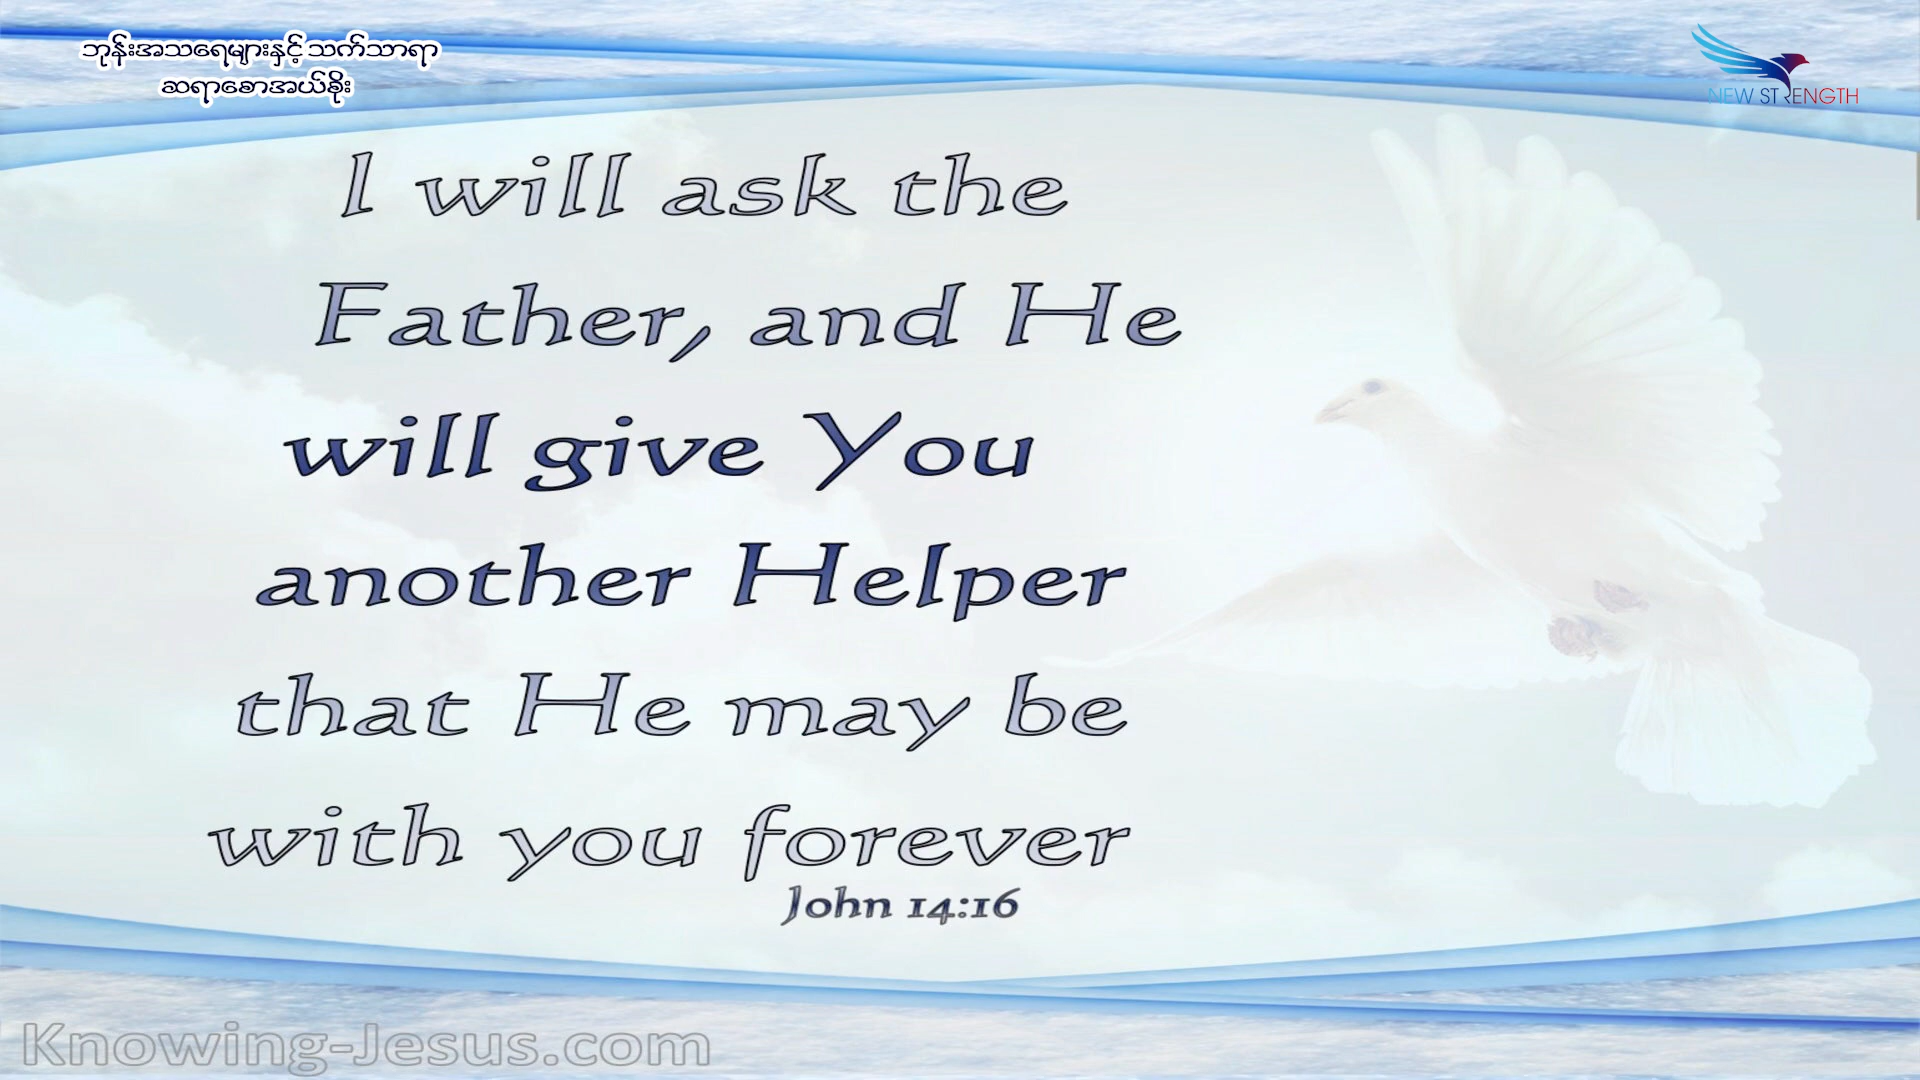 ဘုန်းအသရေများနှင့် သက်သာရာ
ဆရာစောအယ်ခိုး
NEW STRENGTH
I will ask the
Father, and He
will give You
another Helper
that He may be
with you forever
John 14:16
Knowing-Jesus.com